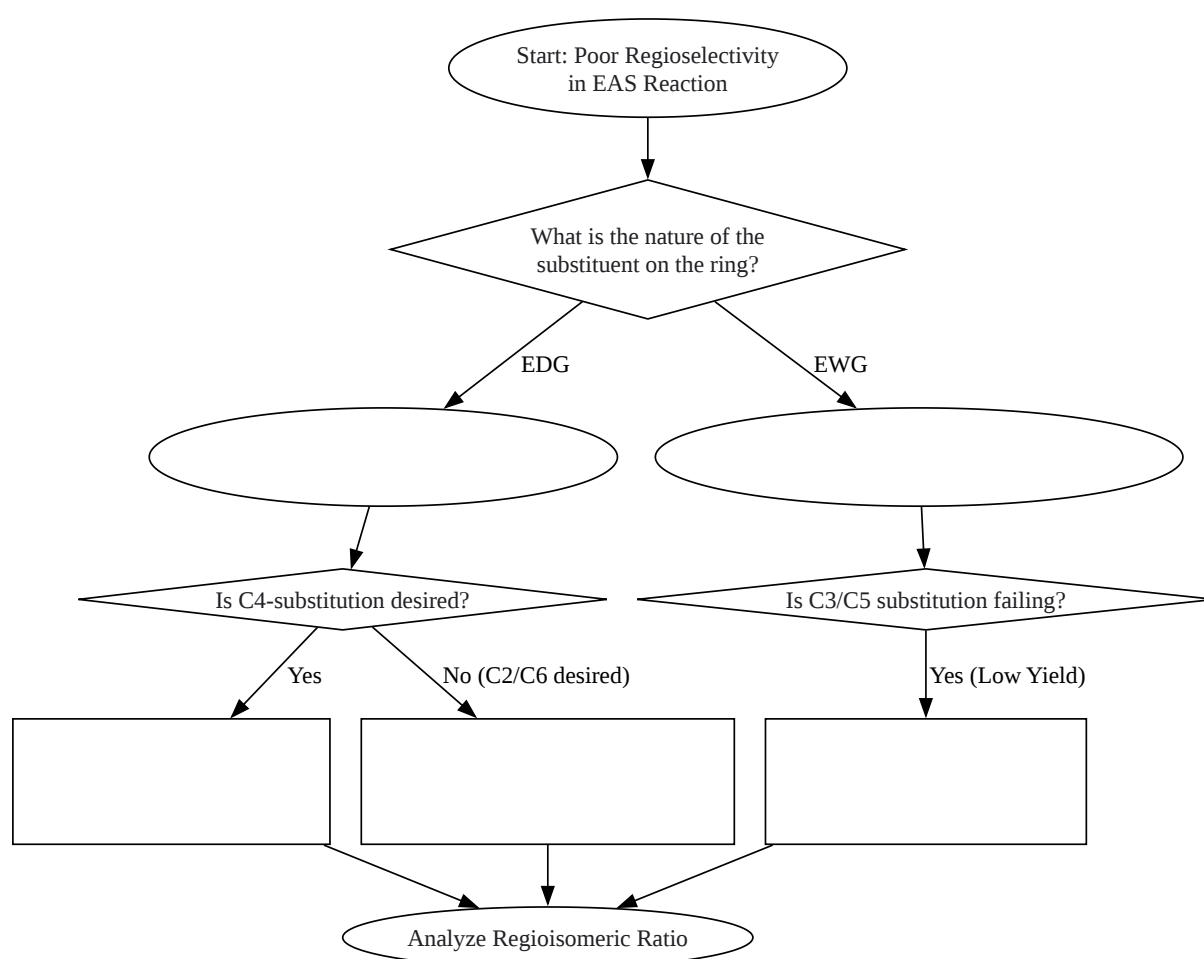 Start: Poor Regioselectivity
in EAS Reaction
What is the nature of the
substituent on the ring?
EDG
EWG
Is C4-substitution desired?
Is C3/C5 substitution failing?
Yes
No (C2/C6 desired)
Yes (Low Yield)
Analyze Regioisomeric Ratio